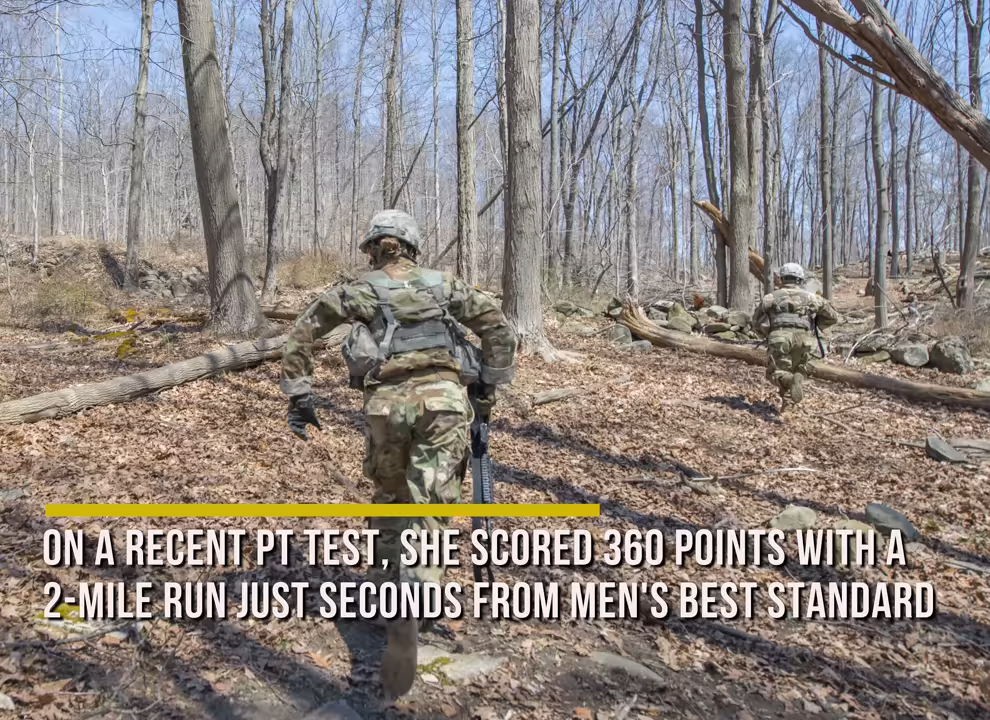 ON A RECENT PT TEST, SHE SCORED 360 POINTS WITH A
2-MILE RUN JUST SECONDS FROM MEN'S BEST STANDARD